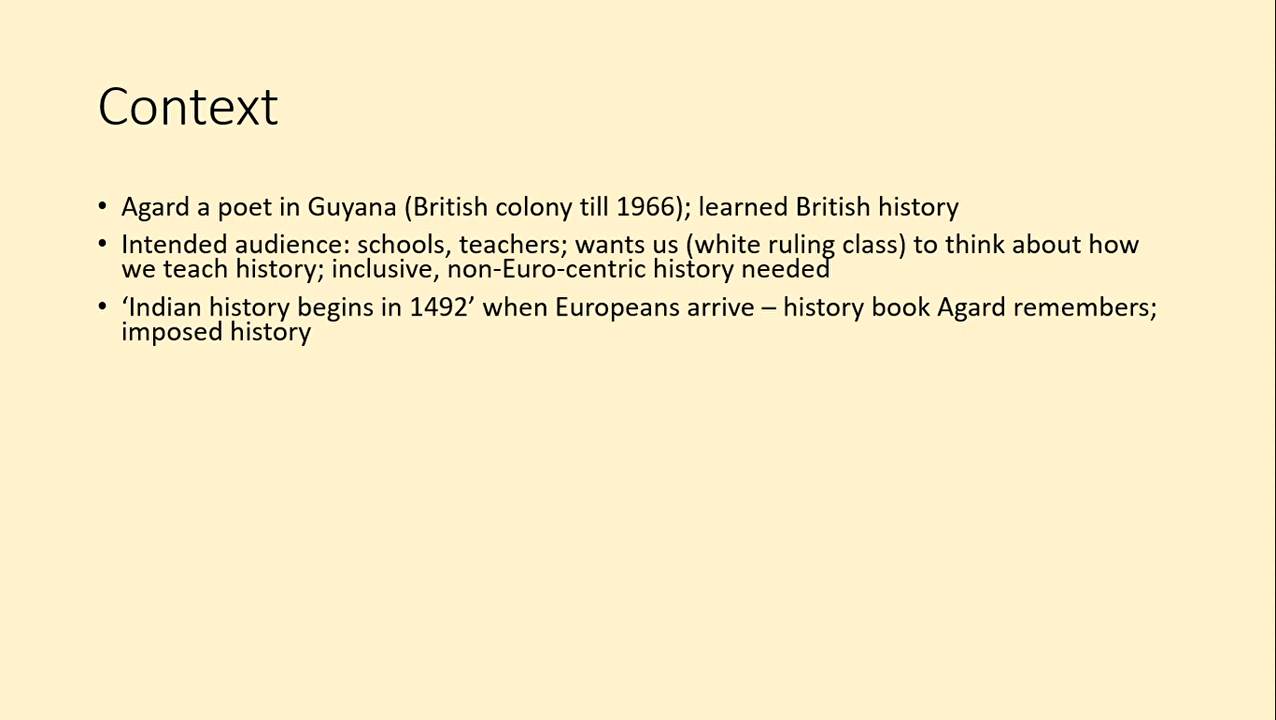 Context
• Agard a poet in Guyana (British colony till 1966); learned British history
• Intended audience: schools, teachers; wants us (white ruling class) to think about how
we teach history; inclusive, non-Euro-centric history needed
• ‘Indian history begins in 1492’ when Europeans arrive – history book Agard remembers;
imposed history